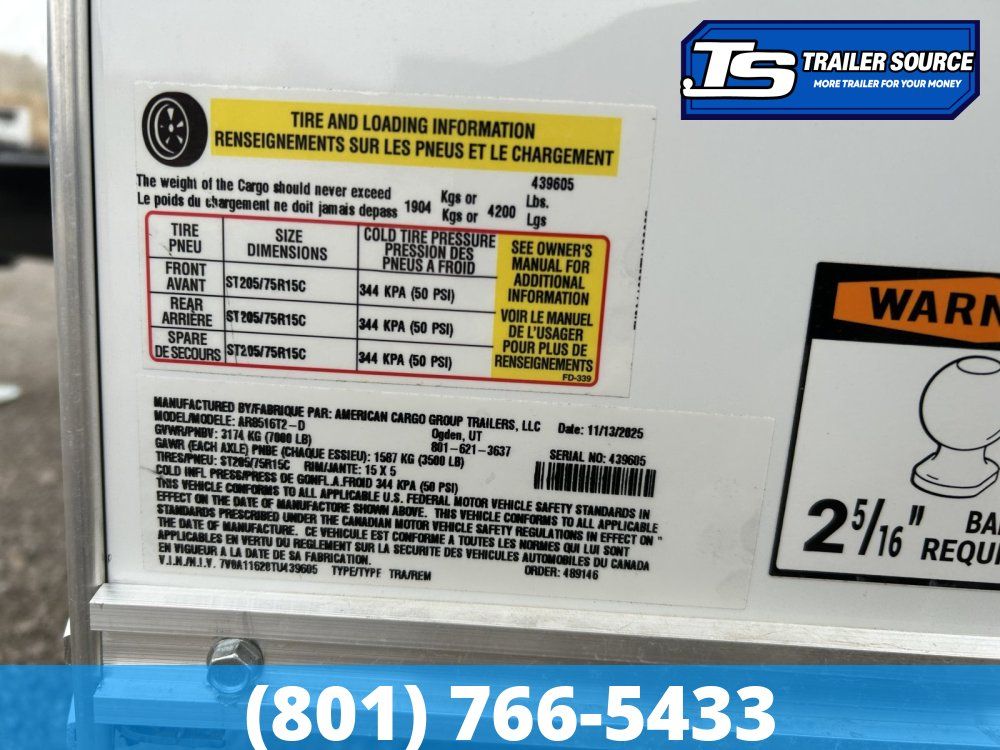 TS TRAILER SOURCE
MORE TRAILER FOR YOUR MONEY
TIRE AND LOADING INFORMATION
RENSEIGNEMENTS SUR LES PNEUS ET LE CHARGEMENT
439605
The weight of the Cargo should never exceed 1904 Kgs or 4200 Lbs.
Le poids du chargement ne doit jamais depass Kgs or Lgs
TIRE PNEU SIZE DIMENSIONS COLD TIRE PRESSURE PRESSION DES PNEUS A FROID
FRONT AVANT ST205/75R15C 344 KPA (50 PSI)
REAR ARRIÈRE ST205/75R15C 344 KPA (50 PSI)
SPARE DE SECOURS ST205/75R15C 344 KPA (50 PSI)
SEE OWNER'S
MANUAL FOR
ADDITIONAL
INFORMATION
VOIR LE MANUEL
DE L'USAGER
POUR PLUS DE
RENSEIGNEMENTS
FD-339
MANUFACTURED BY/FABRIQUE PAR: AMERICAN CARGO GROUP TRAILERS, LLC Date: 11/13/2025
MODEL/MODELE: AR8516T2-D Ogden, UT
GVWR/PNBV: 3174 KG (7000 LB) 801-621-3637
GAWR (EACH AXLE) PNBE (CHAQUE ESSIEU): 1587 KG (3500 LB) SERIAL NO: 439605
TIRES/PNEU: ST205/75R15C RIM/JANTE: 15 X 5
COLD INFL PRESS/PRESS DE GONFL.A.FROID 344 KPA (50 PSI)
THIS VEHICLE CONFORMS TO ALL APPLICABLE U.S. FEDERAL MOTOR VEHICLE SAFETY STANDARDS IN
EFFECT ON THE DATE OF MANUFACTURE SHOWN ABOVE. THIS VEHICLE CONFORMS TO ALL APPLICABLE
STANDARDS PRESCRIBED UNDER THE CANADIAN MOTOR VEHICLE SAFETY REGULATIONS IN EFFECT ON "
THE DATE OF MANUFACTURE. CE VEHICULE EST CONFORME A TOUTES LES NORMES QUI LUI SONT
APPLICABLES EN VERTU DU REGLEMENT SUR LA SECURITE DES VEHICULES AUTOMOBILES DU CANADA
EN VIGUEUR A LA DATE DE SA FABRICATION.
V.I.N./N.I.V. TYPE/TYPE TRA/REM ORDER: 489146
WARN
2 5/16" BA
REQUI
(801) 766-5433